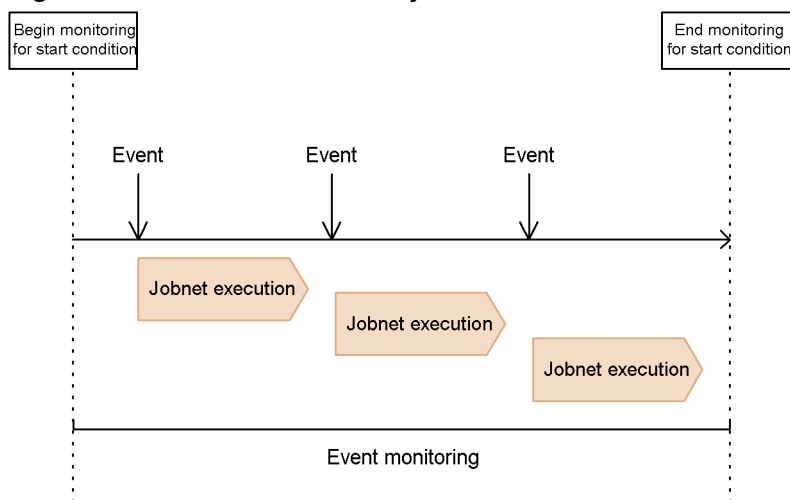 Begin monitoring
for start condition
End monitoring
for start condition
Event
Event
Event
Jobnet execution
Jobnet execution
Jobnet execution
Event monitoring